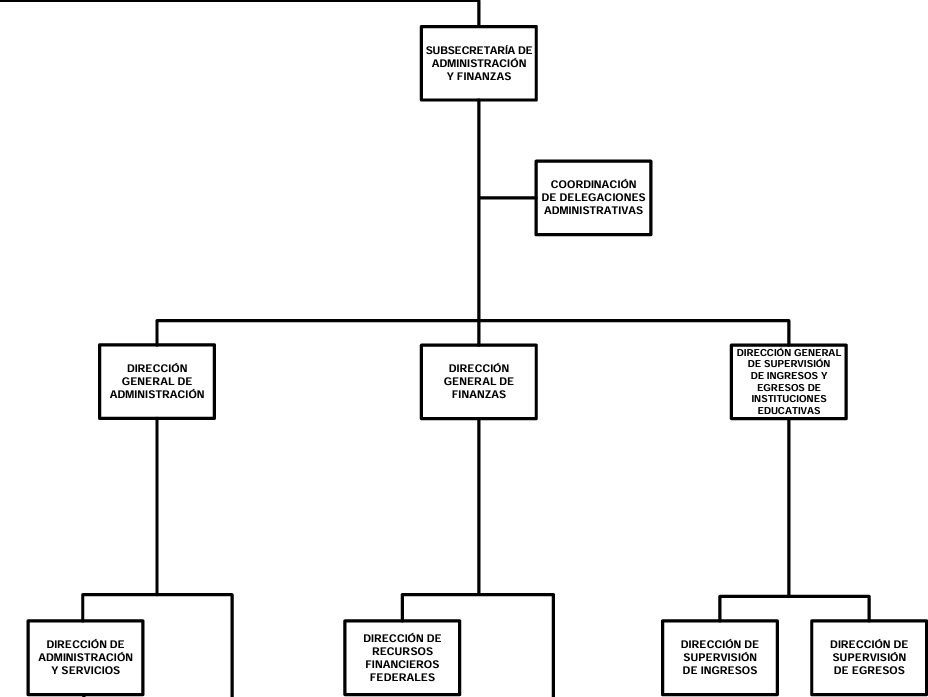 SUBSECRETARÍA DE
ADMINISTRACIÓN
Y FINANZAS
COORDINACIÓN
DE DELEGACIONES
ADMINISTRATIVAS
DIRECCIÓN
GENERAL DE
ADMINISTRACIÓN
DIRECCIÓN
GENERAL DE
FINANZAS
DIRECCIÓN GENERAL
DE SUPERVISIÓN
DE INGRESOS Y
EGRESOS DE
INSTITUCIONES
EDUCATIVAS
DIRECCIÓN DE
ADMINISTRACIÓN
Y SERVICIOS
DIRECCIÓN DE
RECURSOS
FINANCIEROS
FEDERALES
DIRECCIÓN DE
SUPERVISIÓN
DE INGRESOS
DIRECCIÓN DE
SUPERVISIÓN
DE EGRESOS